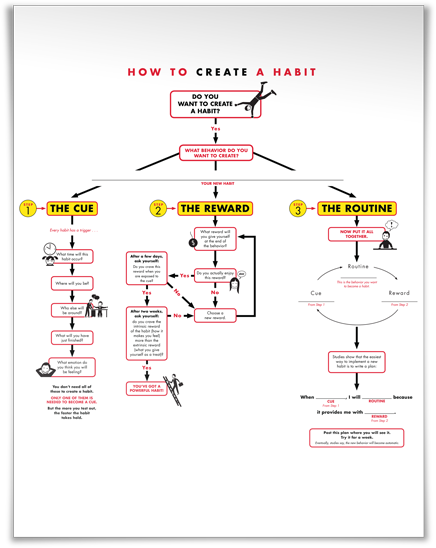 HOW TO CREATE A HABIT
DO YOU
WANT TO CREATE
A HABIT?
Yes
WHAT BEHAVIOR DO YOU
WANT TO CREATE?
YOUR NEW HABIT
STEP
1
THE CUE
Every habit has a trigger . . .
What time will this
habit occur?
Where will you be?
Who else will
be around?
What will you have
just finished?
What emotion do
you think you will
be feeling?
You don't need all of
these to create a habit.
ONLY ONE OF THEM IS
NEEDED TO BECOME A CUE.
But the more you test out,
the faster the habit
takes hold.
STEP
2
THE REWARD
What reward will
you give yourself
at the end of
the behavior?
Do you actually enjoy
this reward?
Yes
No
Choose a
new reward.
After a few days,
ask yourself:
Do you crave the
reward when you
are exposed to
the cue?
Yes
No
After two weeks,
ask yourself:
do you crave the
intrinsic reward
of the habit (how it
makes you feel)
more than the
extrinsic reward
(what you give
yourself as a treat)?
No
Yes
YOU'VE GOT A
POWERFUL HABIT!
STEP
3
THE ROUTINE
NOW PUT IT ALL
TOGETHER.
Routine
This is the behavior you want
to become a habit.
Cue
From Step 1
Reward
From Step 2
Studies show that the easiest
way to implement a new
habit is to write a plan:
When ________, I will ________ because
CUE
From Step 1
ROUTINE
it provides me with ________.
REWARD
From Step 2
Post this plan where you will see it.
Try it for a week.
Eventually, studies say, the new behavior will become automatic.